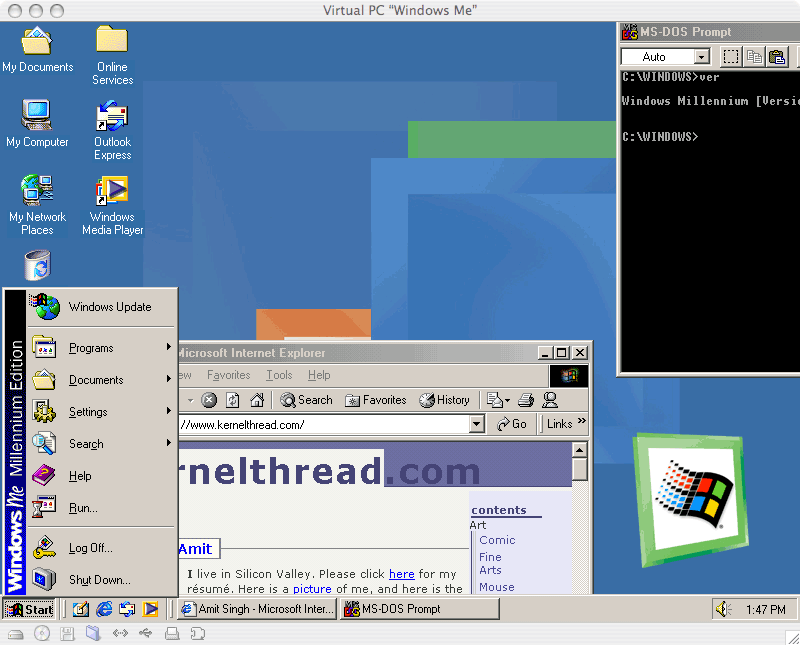 Virtual PC "Windows Me"
My Documents
Online
Services
My Computer
Outlook
Express
My Network
Places
Windows
Media Player
MS-DOS Prompt
Auto
C:\WINDOWS>ver
Windows Millennium [Versio
C:\WINDOWS>
Windows Me Millennium Edition
Windows Update
Programs
Documents
Settings
Search
Help
Run...
Log Off...
Shut Down...
Microsoft Internet Explorer
ew Favorites Tools Help
Search Favorites History
//www.kernelthread.com/ Go Links »
rnelthread.com
contents
Art
Comic
Fine
Arts
Mouse
Amit
I live in Silicon Valley. Please click here for my
résumé. Here is a picture of me, and here is the
Start
Amit Singh - Microsoft Inter...
MS-DOS Prompt
1:47 PM